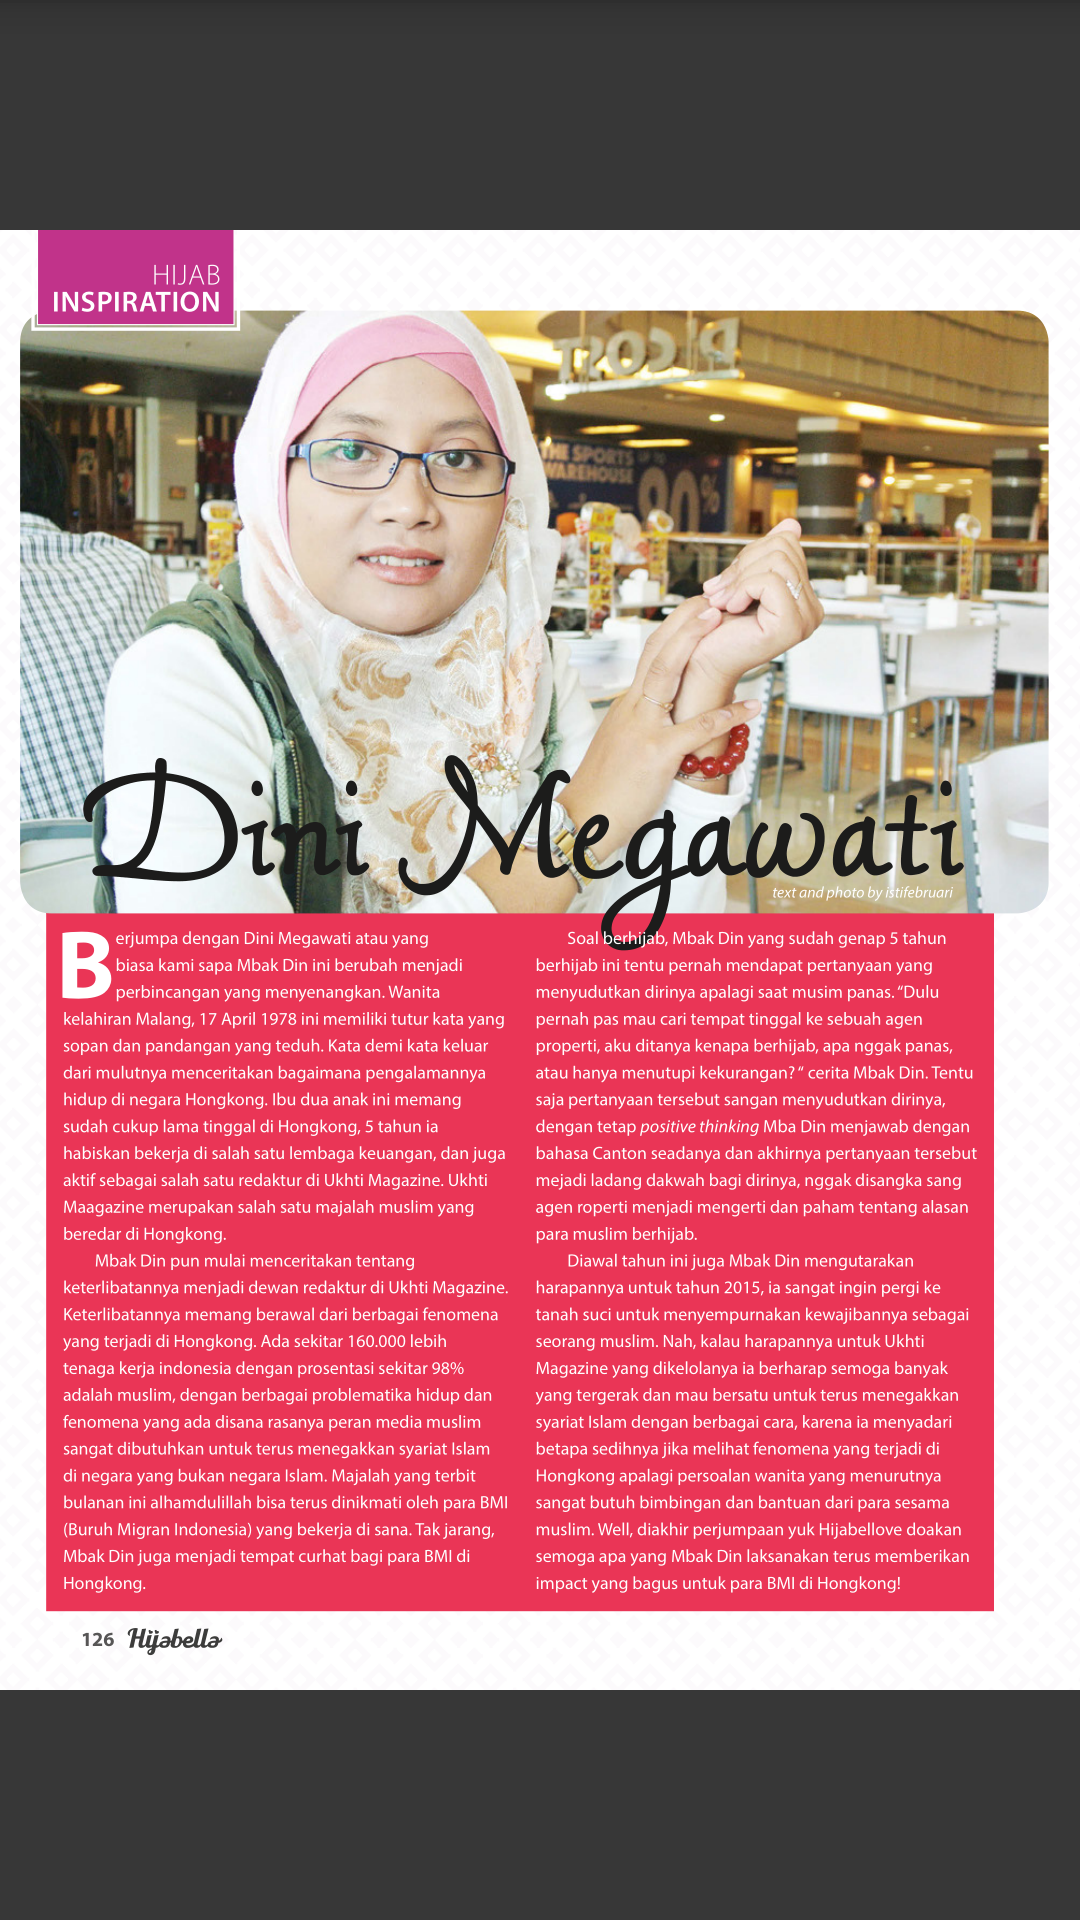 HIJAB
INSPIRATION
DI COST
THE SPORTS
WAREHOUSE
90%
Dini Megawati
text and photo by istifebruari
Berjumpa dengan Dini Megawati atau yang
biasa kami sapa Mbak Din ini berubah menjadi
perbincangan yang menyenangkan. Wanita
kelahiran Malang, 17 April 1978 ini memiliki tutur kata yang
sopan dan pandangan yang teduh. Kata demi kata keluar
dari mulutnya menceritakan bagaimana pengalamannya
hidup di negara Hongkong. Ibu dua anak ini memang
sudah cukup lama tinggal di Hongkong, 5 tahun ia
habiskan bekerja di salah satu lembaga keuangan, dan juga
aktif sebagai salah satu redaktur di Ukhti Magazine. Ukhti
Maagazine merupakan salah satu majalah muslim yang
beredar di Hongkong.
Mbak Din pun mulai menceritakan tentang
keterlibatannya menjadi dewan redaktur di Ukhti Magazine.
Keterlibatannya memang berawal dari berbagai fenomena
yang terjadi di Hongkong. Ada sekitar 160.000 lebih
tenaga kerja indonesia dengan prosentasi sekitar 98%
adalah muslim, dengan berbagai problematika hidup dan
fenomena yang ada disana rasanya peran media muslim
sangat dibutuhkan untuk terus menegakkan syariat Islam
di negara yang bukan negara Islam. Majalah yang terbit
bulanan ini alhamdulillah bisa terus dinikmati oleh para BMI
(Buruh Migran Indonesia) yang bekerja di sana. Tak jarang,
Mbak Din juga menjadi tempat curhat bagi para BMI di
Hongkong.
Soal berhijab, Mbak Din yang sudah genap 5 tahun
berhijab ini tentu pernah mendapat pertanyaan yang
menyudutkan dirinya apalagi saat musim panas. “Dulu
pernah pas mau cari tempat tinggal ke sebuah agen
properti, aku ditanya kenapa berhijab, apa nggak panas,
atau hanya menutupi kekurangan? “ cerita Mbak Din. Tentu
saja pertanyaan tersebut sangan menyudutkan dirinya,
dengan tetap positive thinking Mba Din menjawab dengan
bahasa Canton seadanya dan akhirnya pertanyaan tersebut
mejadi ladang dakwah bagi dirinya, nggak disangka sang
agen roperti menjadi mengerti dan paham tentang alasan
para muslim berhijab.
Diawal tahun ini juga Mbak Din mengutarakan
harapannya untuk tahun 2015, ia sangat ingin pergi ke
tanah suci untuk menyempurnakan kewajibannya sebagai
seorang muslim. Nah, kalau harapannya untuk Ukhti
Magazine yang dikelolanya ia berharap semoga banyak
yang tergerak dan mau bersatu untuk terus menegakkan
syariat Islam dengan berbagai cara, karena ia menyadari
betapa sedihnya jika melihat fenomena yang terjadi di
Hongkong apalagi persoalan wanita yang menurutnya
sangat butuh bimbingan dan bantuan dari para sesama
muslim. Well, diakhir perjumpaan yuk Hijabellove doakan
semoga apa yang Mbak Din laksanakan terus memberikan
impact yang bagus untuk para BMI di Hongkong!
126 Hijabella